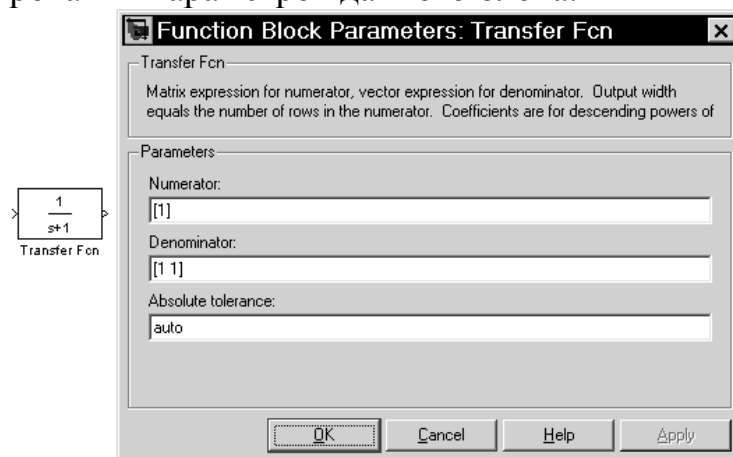 Function Block Parameters: Transfer Fcn
Transfer Fcn
Matrix expression for numerator, vector expression for denominator. Output width
equals the number of rows in the numerator. Coefficients are for descending powers of
Parameters
Numerator:
[1]
Denominator:
[1 1]
Absolute tolerance:
auto
1
s+1
Transfer Fcn
OK Cancel Help Apply